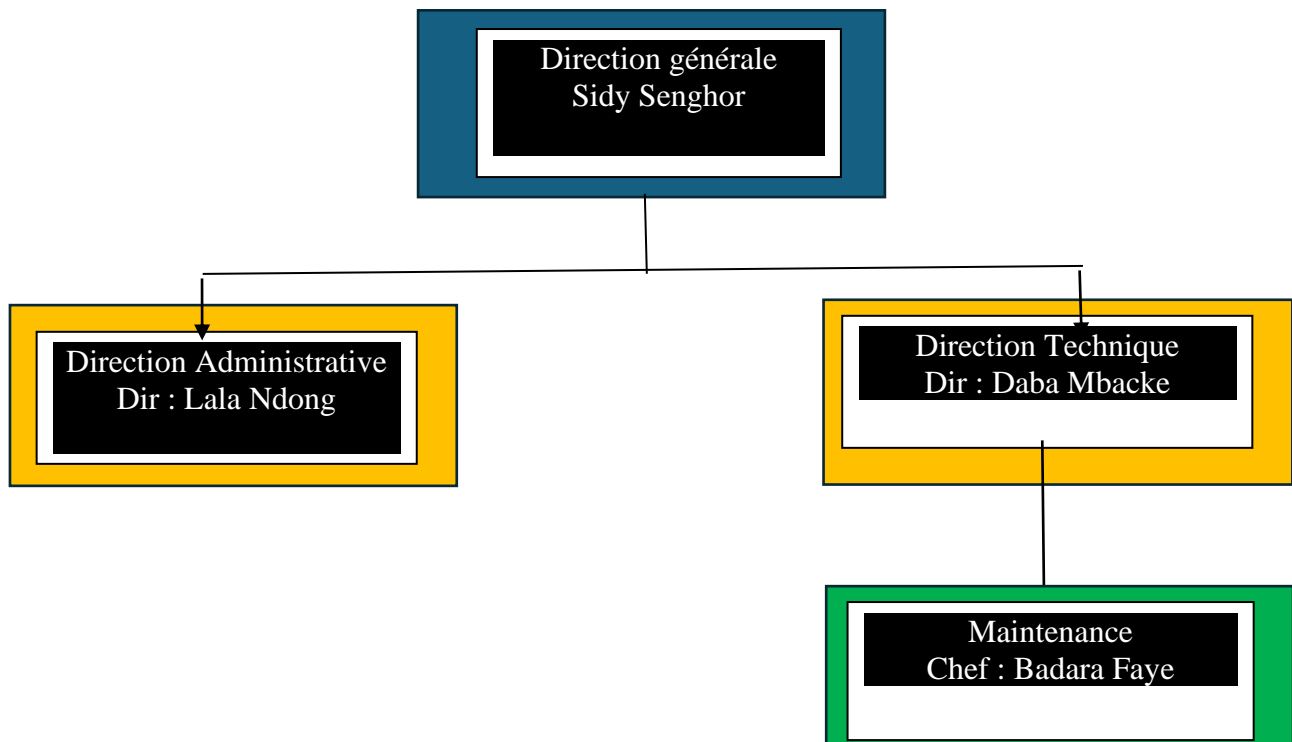 Direction générale
Sidy Senghor
Direction Administrative
Dir : Lala Ndong
Direction Technique
Dir : Daba Mbacke
Maintenance
Chef : Badara Faye